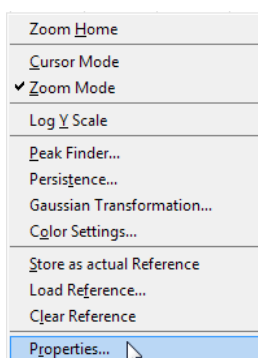 Zoom Home
Cursor Mode
Zoom Mode
Log Y Scale
Peak Finder...
Persistence...
Gaussian Transformation...
Color Settings...
Store as actual Reference
Load Reference...
Clear Reference
Properties...